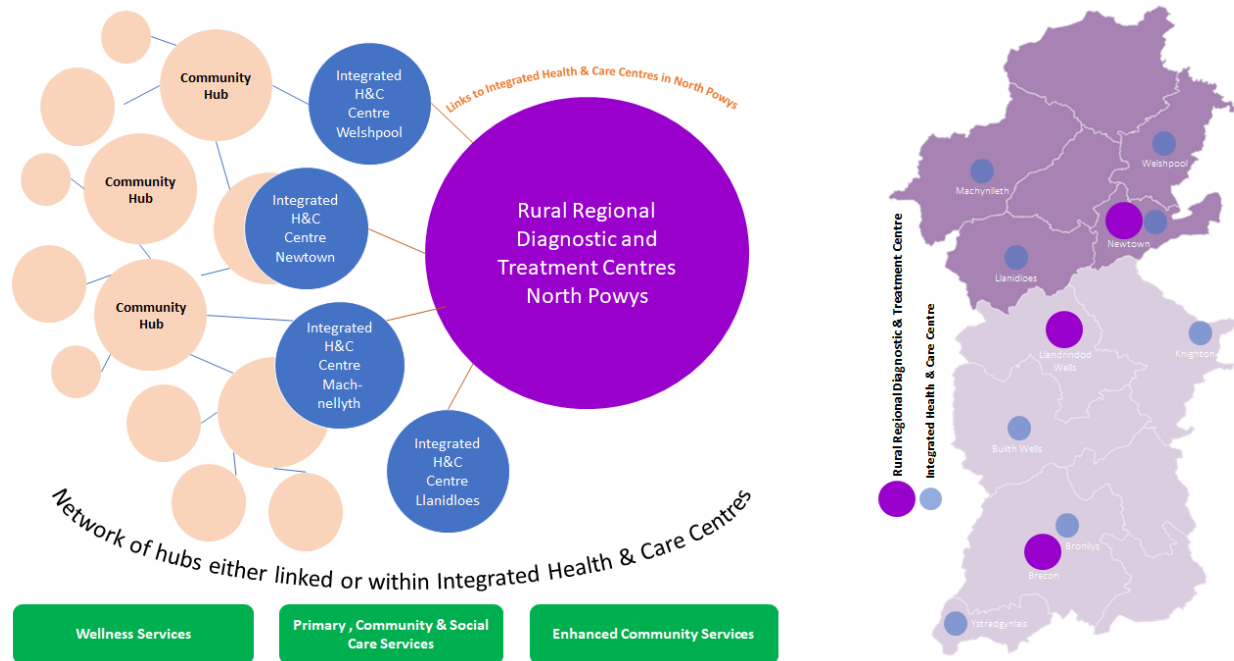 Community
Hub
Integrated
H&C
Centre
Welshpool
Links to Integrated Health & Care Centres in North Powys
Community
Hub
Integrated
H&C
Centre
Newtown
Rural Regional
Diagnostic and
Treatment Centres
North Powys
Community
Hub
Integrated
H&C
Centre
Mach-
nellyth
Integrated
H&C
Centre
Llanidloes
Network of hubs either linked or within Integrated Health & Care Centres
Wellness Services
Primary , Community & Social
Care Services
Enhanced Community Services
Rural Regional Diagnostic & Treatment Centre
Integrated Health & Care Centre
Welshpool
Machynlleth
Newtown
Llanidloes
Llandrindod
Wells
Knighton
Builtn Wells
Bronllys
Brecon
Ystradgynlais